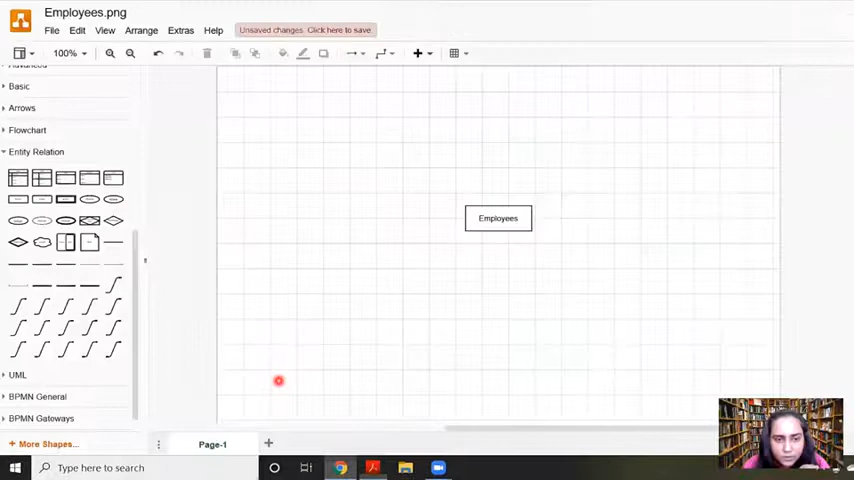 Employees.png
File Edit View Arrange Extras Help Unsaved changes. Click here to save.
100%
Advanced
Basic
Arrows
Flowchart
Entity Relation
Employees
UML
BPMN General
BPMN Gateways
+ More Shapes...
Page-1
Type here to search